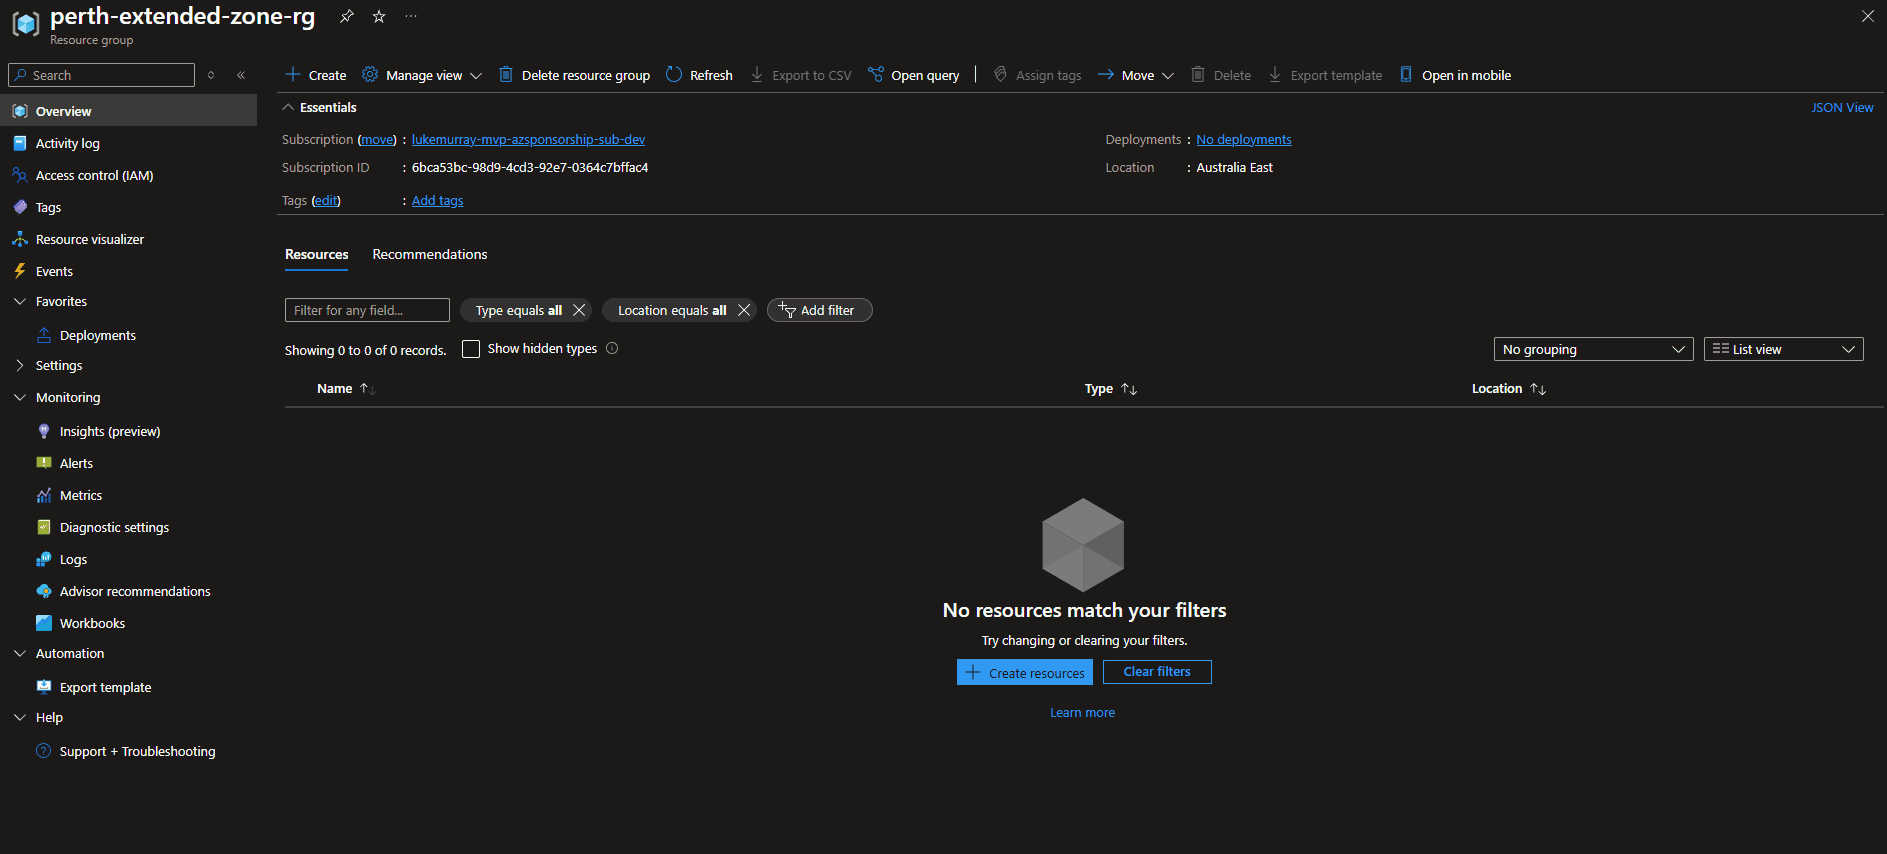 perth-extended-zone-rg
Resource group
Search
Overview
Activity log
Access control (IAM)
Tags
Resource visualizer
Events
Favorites
Deployments
Settings
Monitoring
Insights (preview)
Alerts
Metrics
Diagnostic settings
Logs
Advisor recommendations
Workbooks
Automation
Export template
Help
Support + Troubleshooting
Create Manage view Delete resource group Refresh Export to CSV Open query Assign tags Move Delete Export template Open in mobile
Essentials JSON View
Subscription (move) : lukemurray-mvp-azsponsorship-sub-dev Deployments : No deployments
Subscription ID : 6bca53bc-98d9-4cd3-92e7-0364c7bffac4 Location : Australia East
Tags (edit) : Add tags
Resources Recommendations
Filter for any field... Type equals all Location equals all Add filter
Showing 0 to 0 of 0 records. Show hidden types No grouping List view
Name Type Location
No resources match your filters
Try changing or clearing your filters.
Create resources Clear filters
Learn more